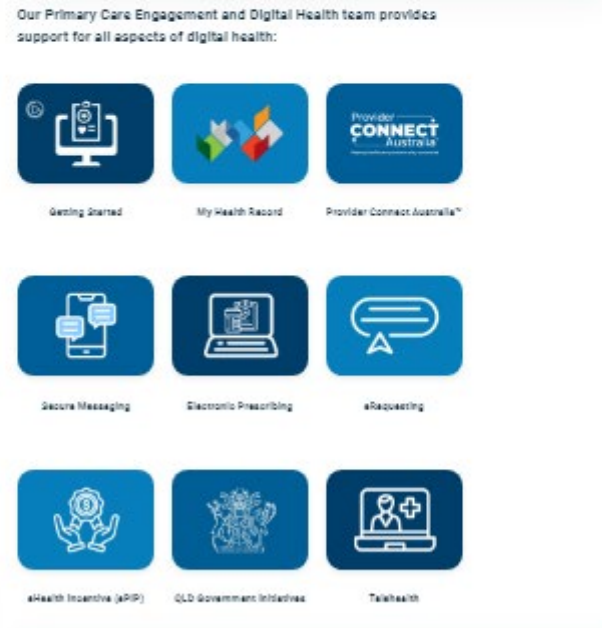 Our Primary Care Engagement and Digital Health team provides
support for all aspects of digital health:
Provider
CONNECT
Australia
Getting Started
My Health Record
Provider Connect Australia™
Secure Messaging
Electronic Prescribing
eRequesting
eHealth Incentive (ePIP)
QLD Government Initiatives
Telehealth